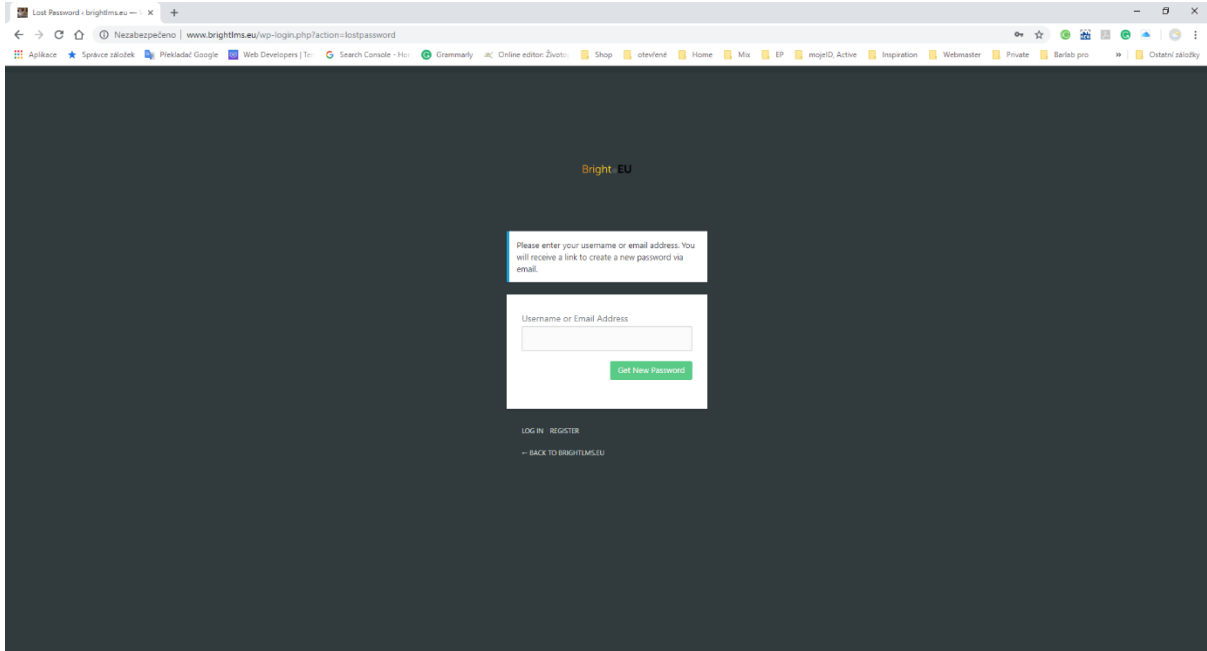 Lost Password ‹ brightlms.eu —
Nezabezpečeno | www.brightlms.eu/wp-login.php?action=lostpassword
Aplikace Správce záložek Překladač Google Web Developers | Te Search Console - Ho Grammarly Online editor: Životo Shop otevřené Home Mix EP mojeID, Active Inspiration Webmaster Private Barlab pro » Ostatní záložky
Bright EU
Please enter your username or email address. You
will receive a link to create a new password via
email.
Username or Email Address
Get New Password
LOG IN REGISTER
← BACK TO BRIGHTLMS.EU